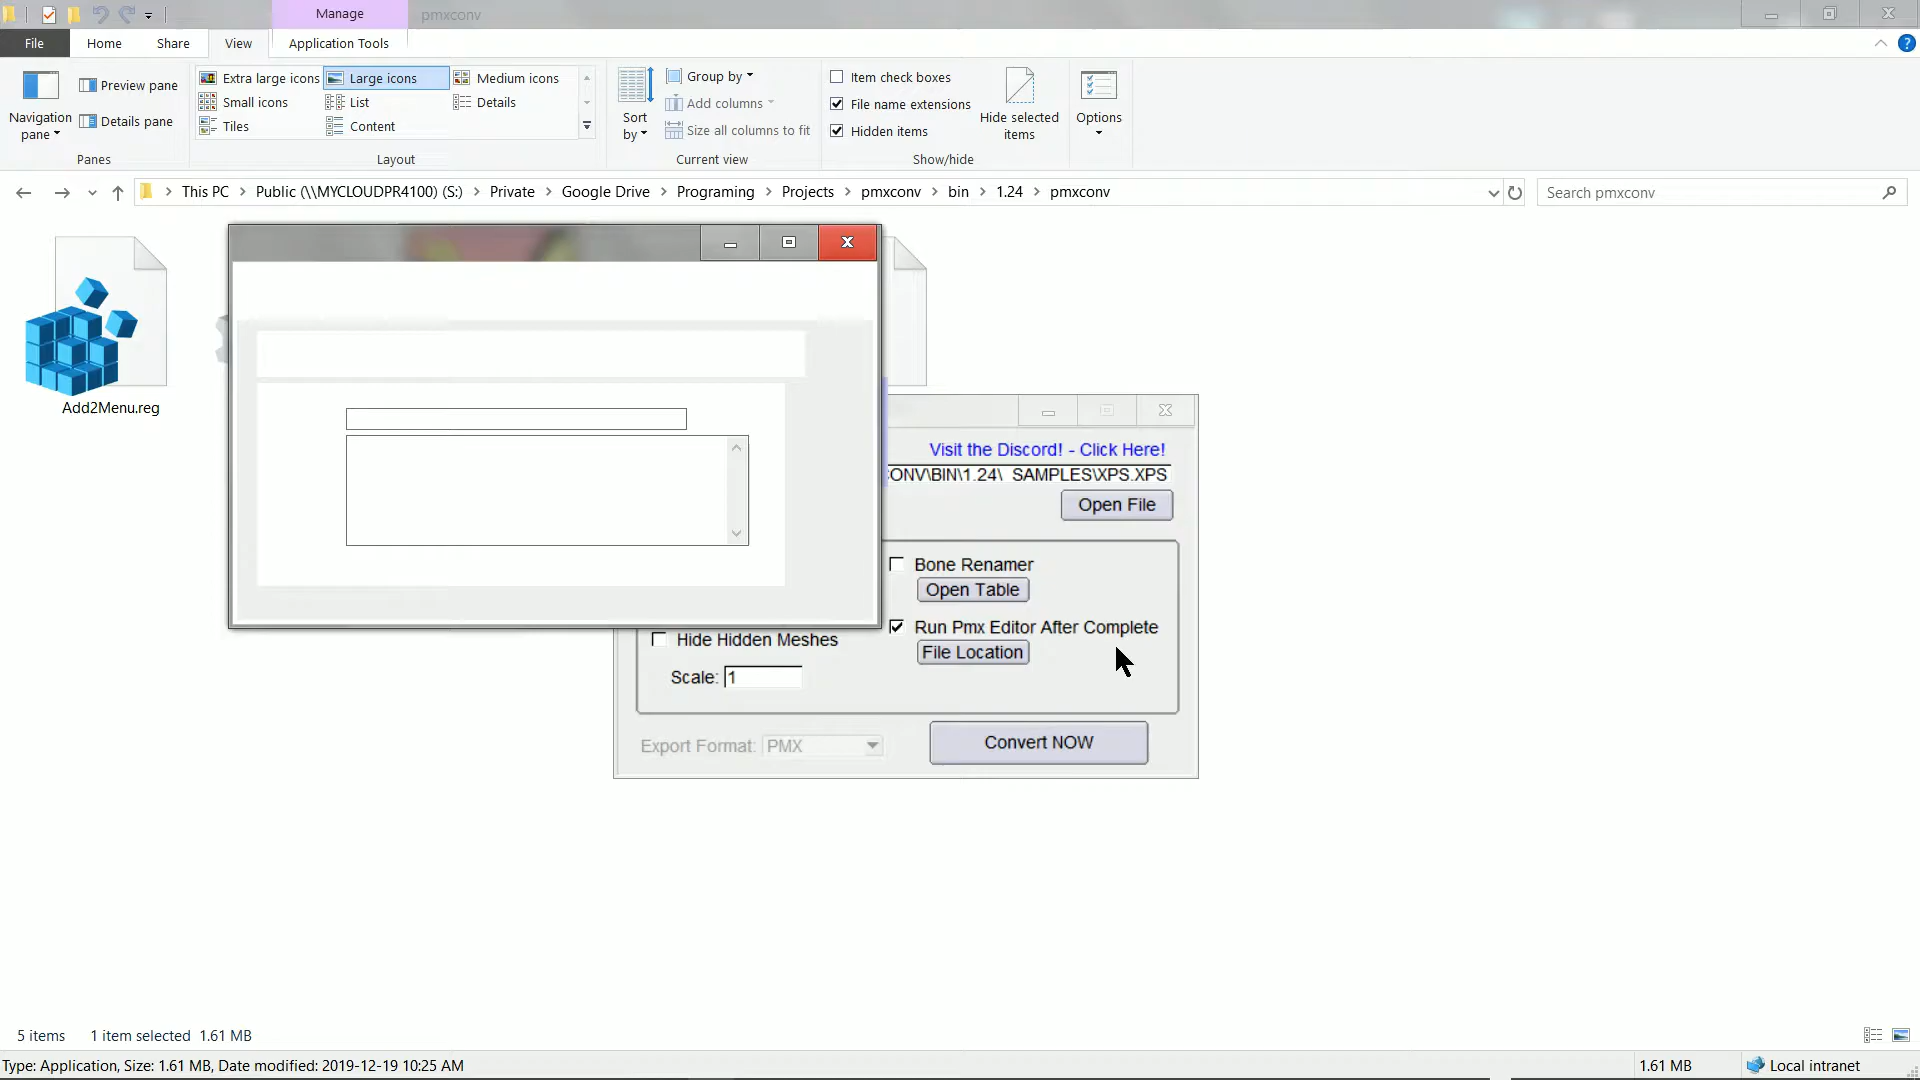 Manage
pmxconv
File
Home
Share
View
Application Tools
?
Navigation pane
Preview pane
Details pane
Panes
Extra large icons
Large icons
Medium icons
Small icons
List
Details
Tiles
Content
Layout
Sort by
Group by
Add columns
Size all columns to fit
Current view
Item check boxes
File name extensions
Hidden items
Hide selected items
Show/hide
Options
This PC > Public (\\MYCLOUDPR4100) (S:) > Private > Google Drive > Programing > Projects > pmxconv > bin > 1.24 > pmxconv
Search pmxconv
Add2Menu.reg
Visit the Discord! - Click Here!
CONV\BIN\1.24\_SAMPLES\XPS.XPS
Open File
Bone Renamer
Open Table
Run Pmx Editor After Complete
File Location
Hide Hidden Meshes
Scale: 1
Export Format: PMX
Convert NOW
5 items 1 item selected 1.61 MB
Type: Application, Size: 1.61 MB, Date modified: 2019-12-19 10:25 AM
1.61 MB
Local intranet